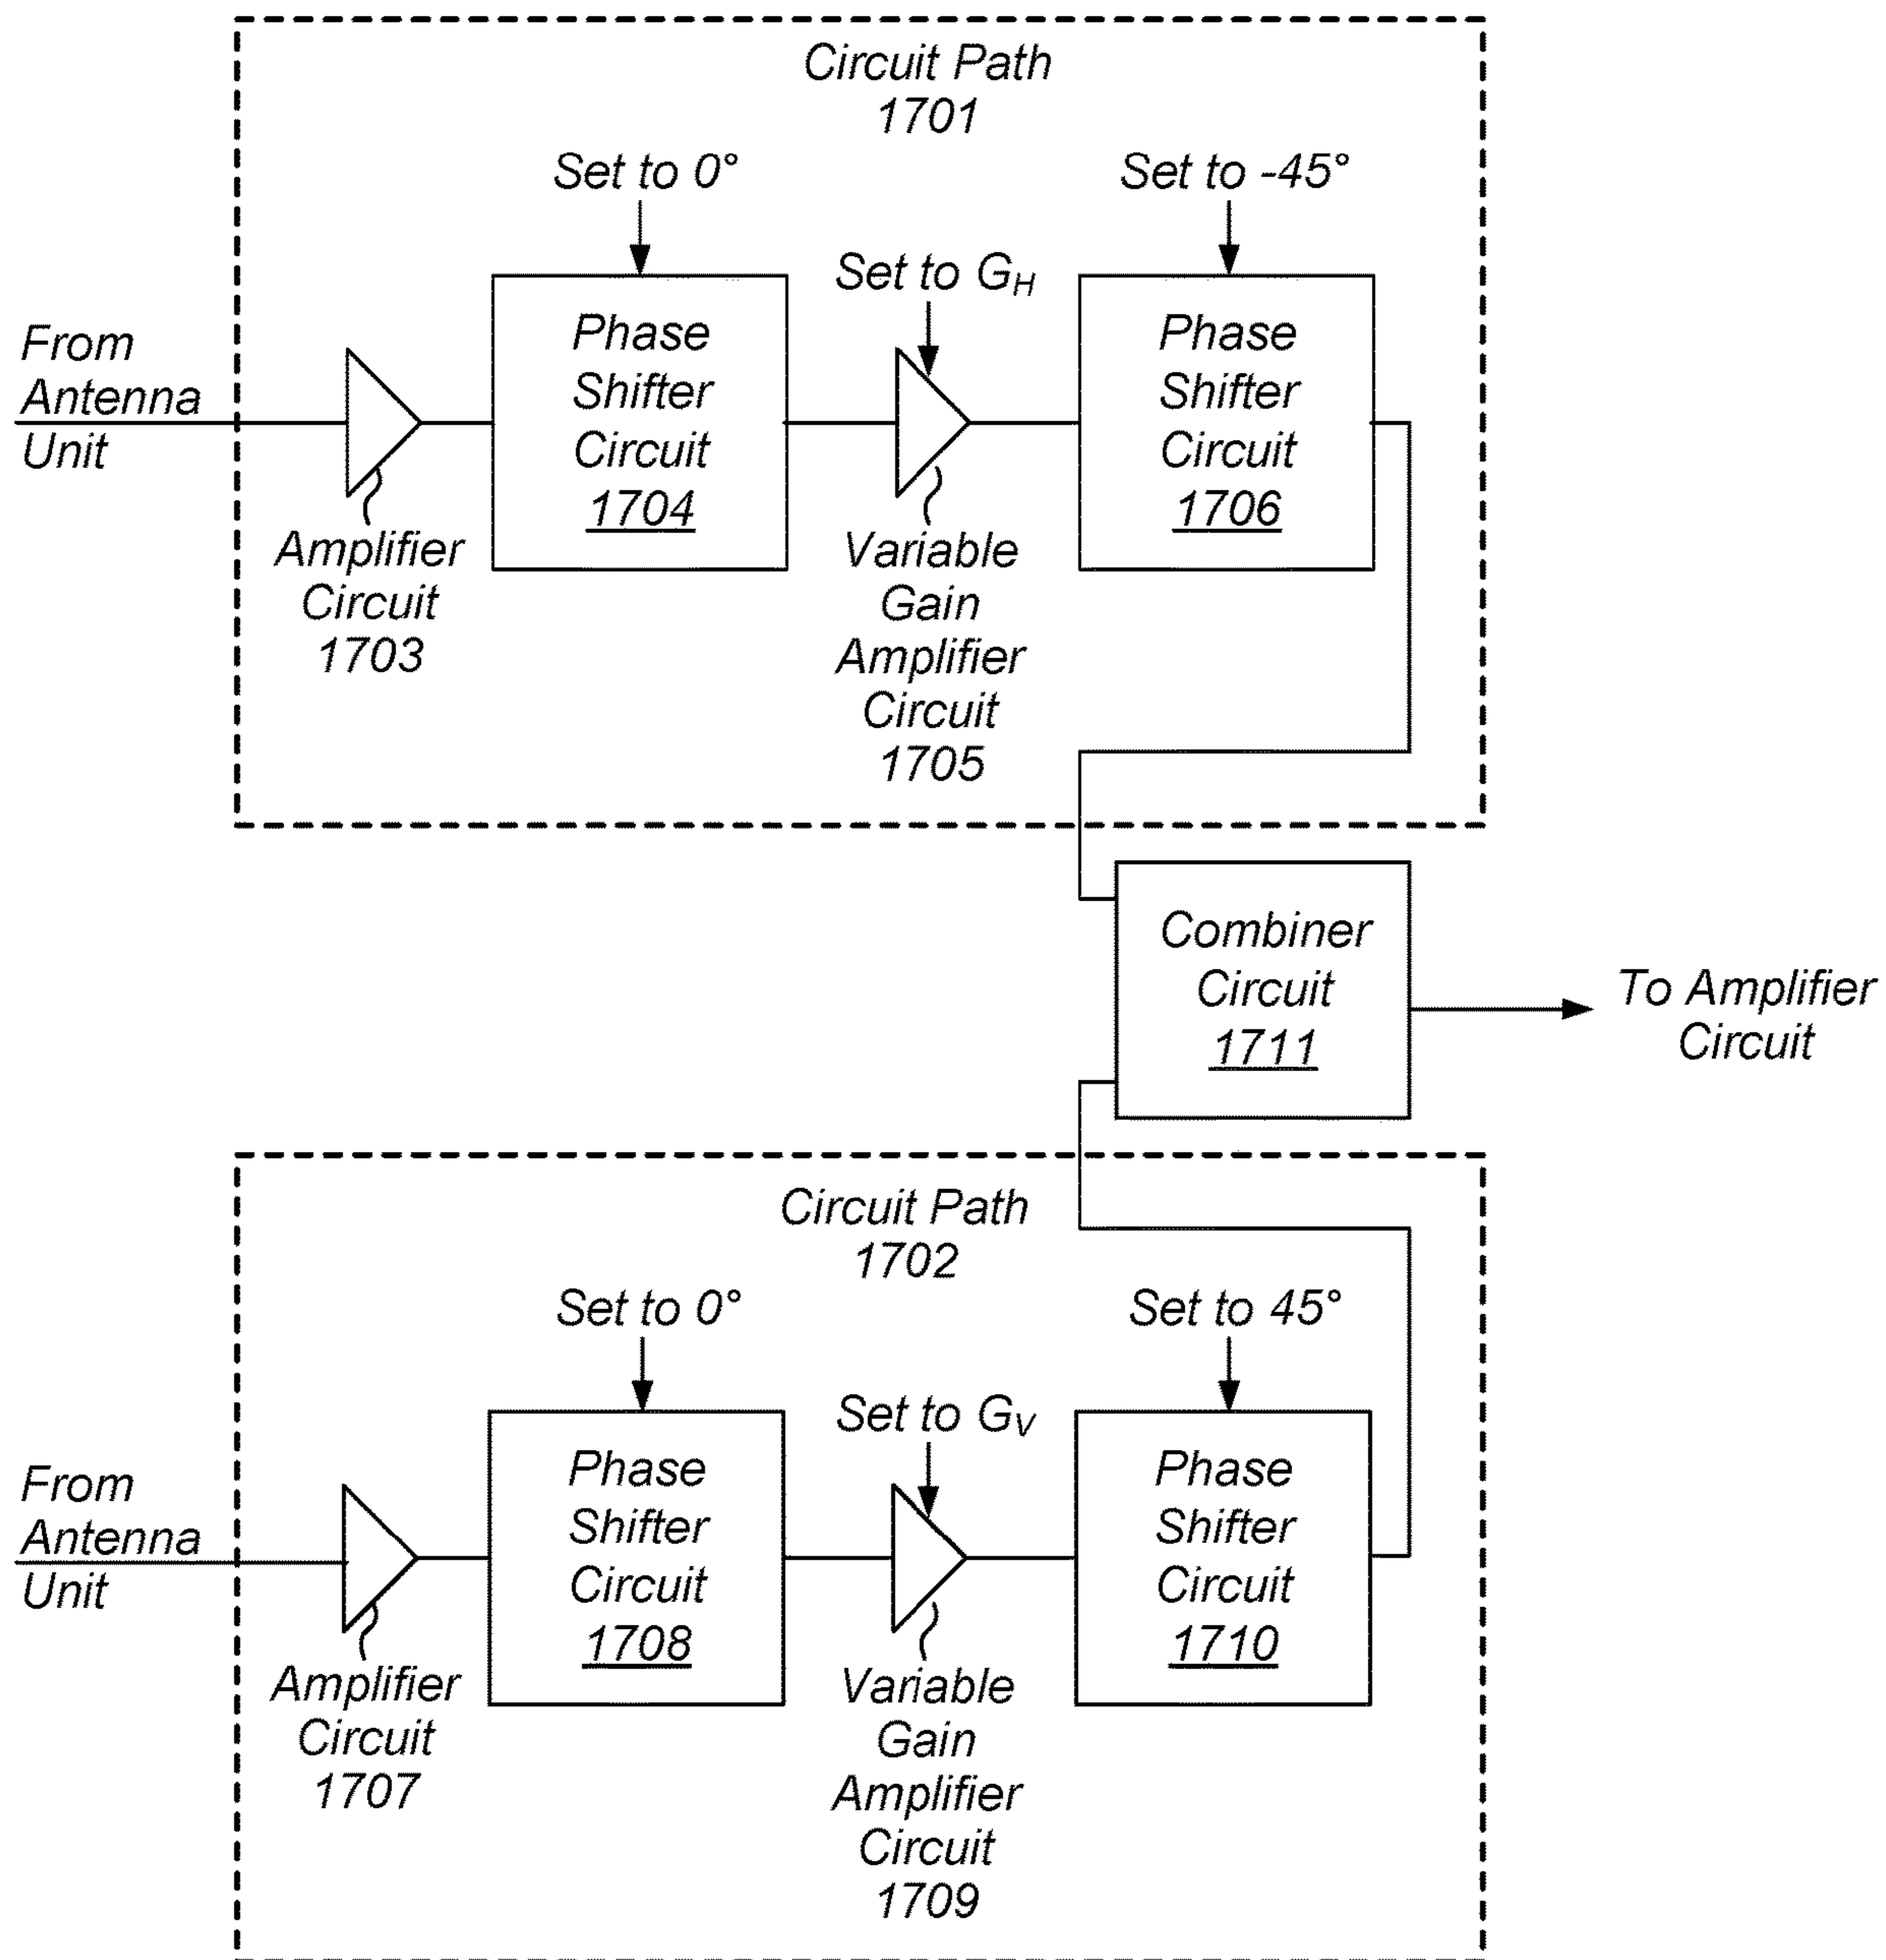 Circuit Path
1701
Set to 0°
Set to -45°
Set to GH
From
Antenna
Unit
Phase
Shifter
Circuit
1704
Phase
Shifter
Circuit
1706
Amplifier
Circuit
1703
Variable
Gain
Amplifier
Circuit
1705
Combiner
Circuit
1711
To Amplifier
Circuit
Circuit Path
1702
Set to 0°
Set to 45°
Set to GV
From
Antenna
Unit
Phase
Shifter
Circuit
1708
Phase
Shifter
Circuit
1710
Amplifier
Circuit
1707
Variable
Gain
Amplifier
Circuit
1709